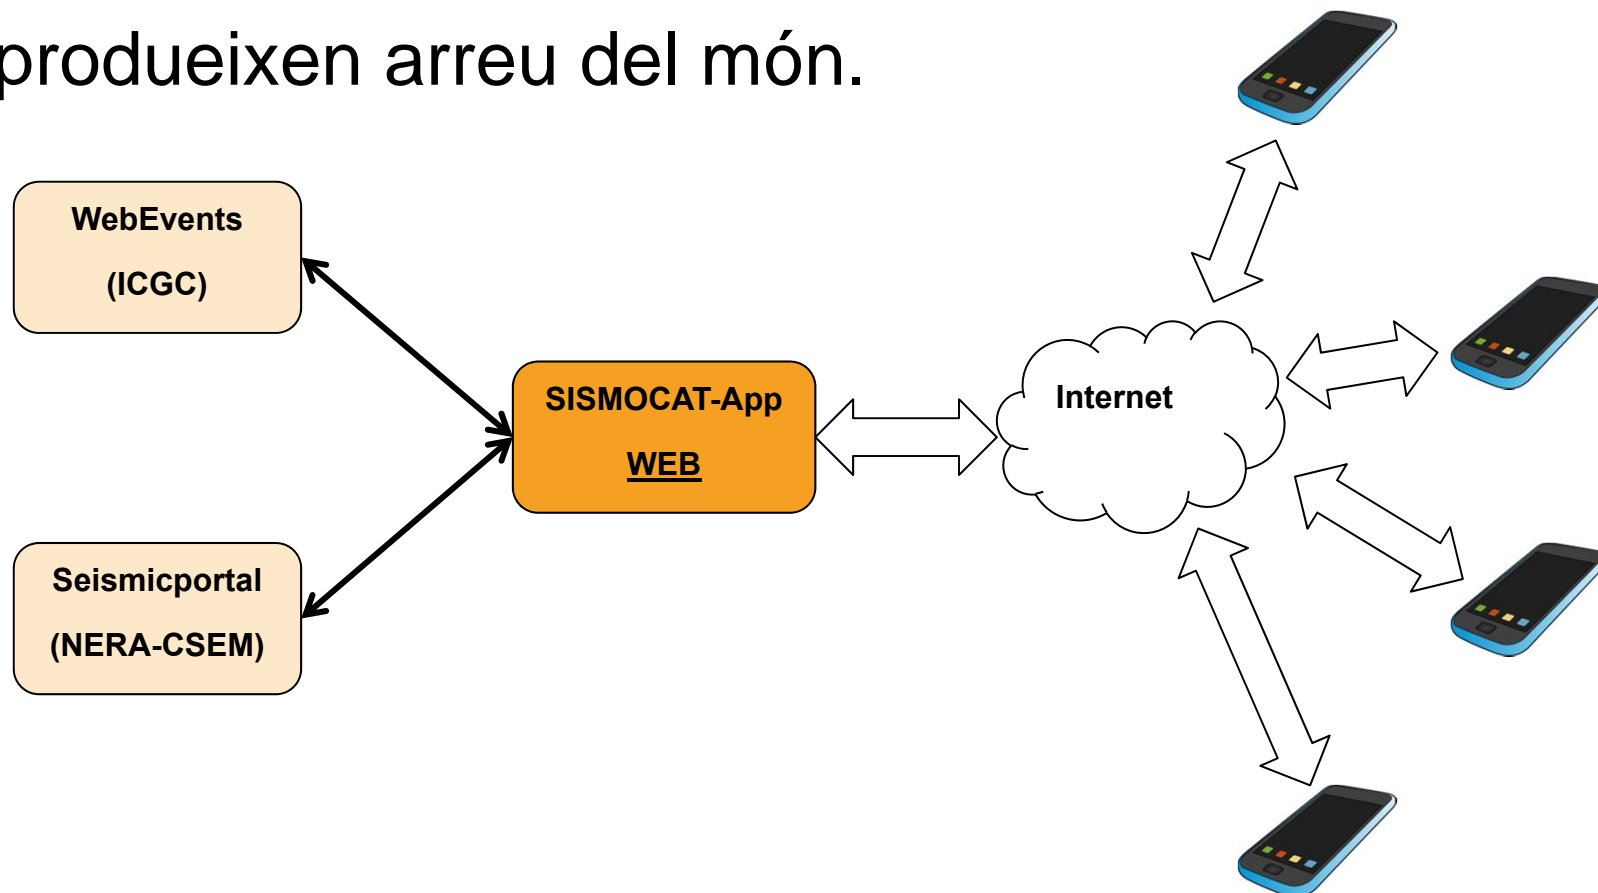 produeixen arreu del món.
WebEvents
(ICGC)
SISMOCAT-App
WEB
Internet
Seismicportal
(NERA-CSEM)